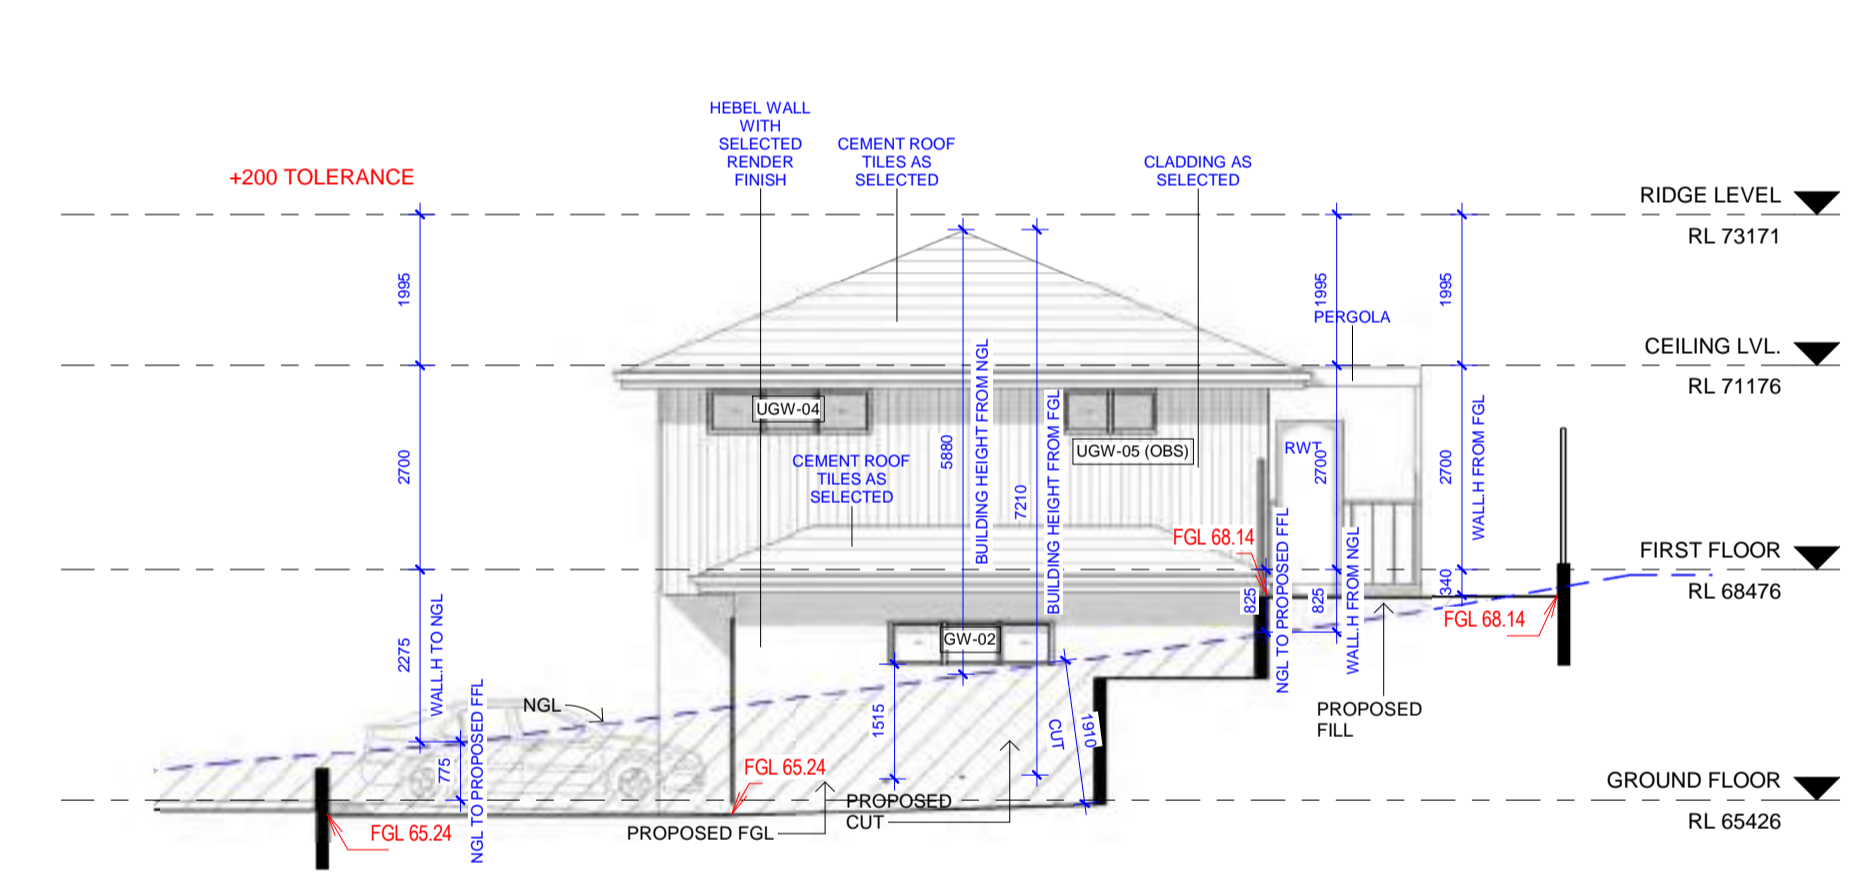 HEBEL WALL
WITH
SELECTED
RENDER
FINISH
CEMENT ROOF
TILES AS
SELECTED
CLADDING AS
SELECTED
+200 TOLERANCE
RIDGE LEVEL
RL 73171
1995
1995
1995
PERGOLA
CEILING LVL.
RL 71176
UGW-04
UGW-05 (OBS)
RWT
2700
2700
2700
WALL.H FROM FGL
5880
BUILDING HEIGHT FROM NGL
7210
BUILDING HEIGHT FROM FGL
CEMENT ROOF
TILES AS
SELECTED
FGL 68.14
FIRST FLOOR
RL 68476
340
825
NGL TO PROPOSED FFL
825
WALL.H FROM NGL
FGL 68.14
2275
WALL.H TO NGL
GW-02
NGL
1515
CUT
1910
PROPOSED
FILL
775
NGL TO PROPOSED FFL
FGL 65.24
GROUND FLOOR
RL 65426
PROPOSED
CUT
PROPOSED FGL
FGL 65.24